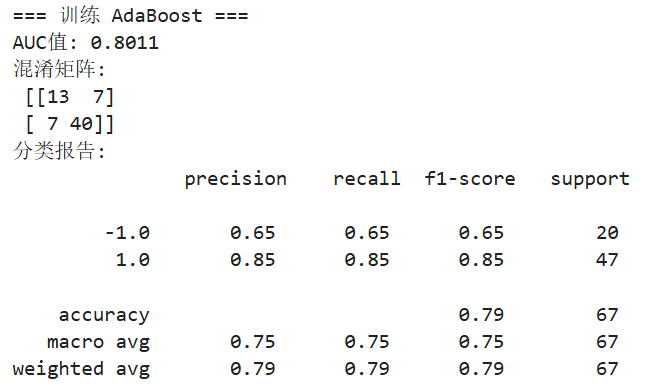 === 训练 AdaBoost ===
AUC值: 0.8011
混淆矩阵:
 [[13  7]
 [ 7 40]]
分类报告:
              precision    recall  f1-score   support

        -1.0       0.65      0.65      0.65        20
         1.0       0.85      0.85      0.85        47

    accuracy                           0.79        67
   macro avg       0.75      0.75      0.75        67
weighted avg       0.79      0.79      0.79        67